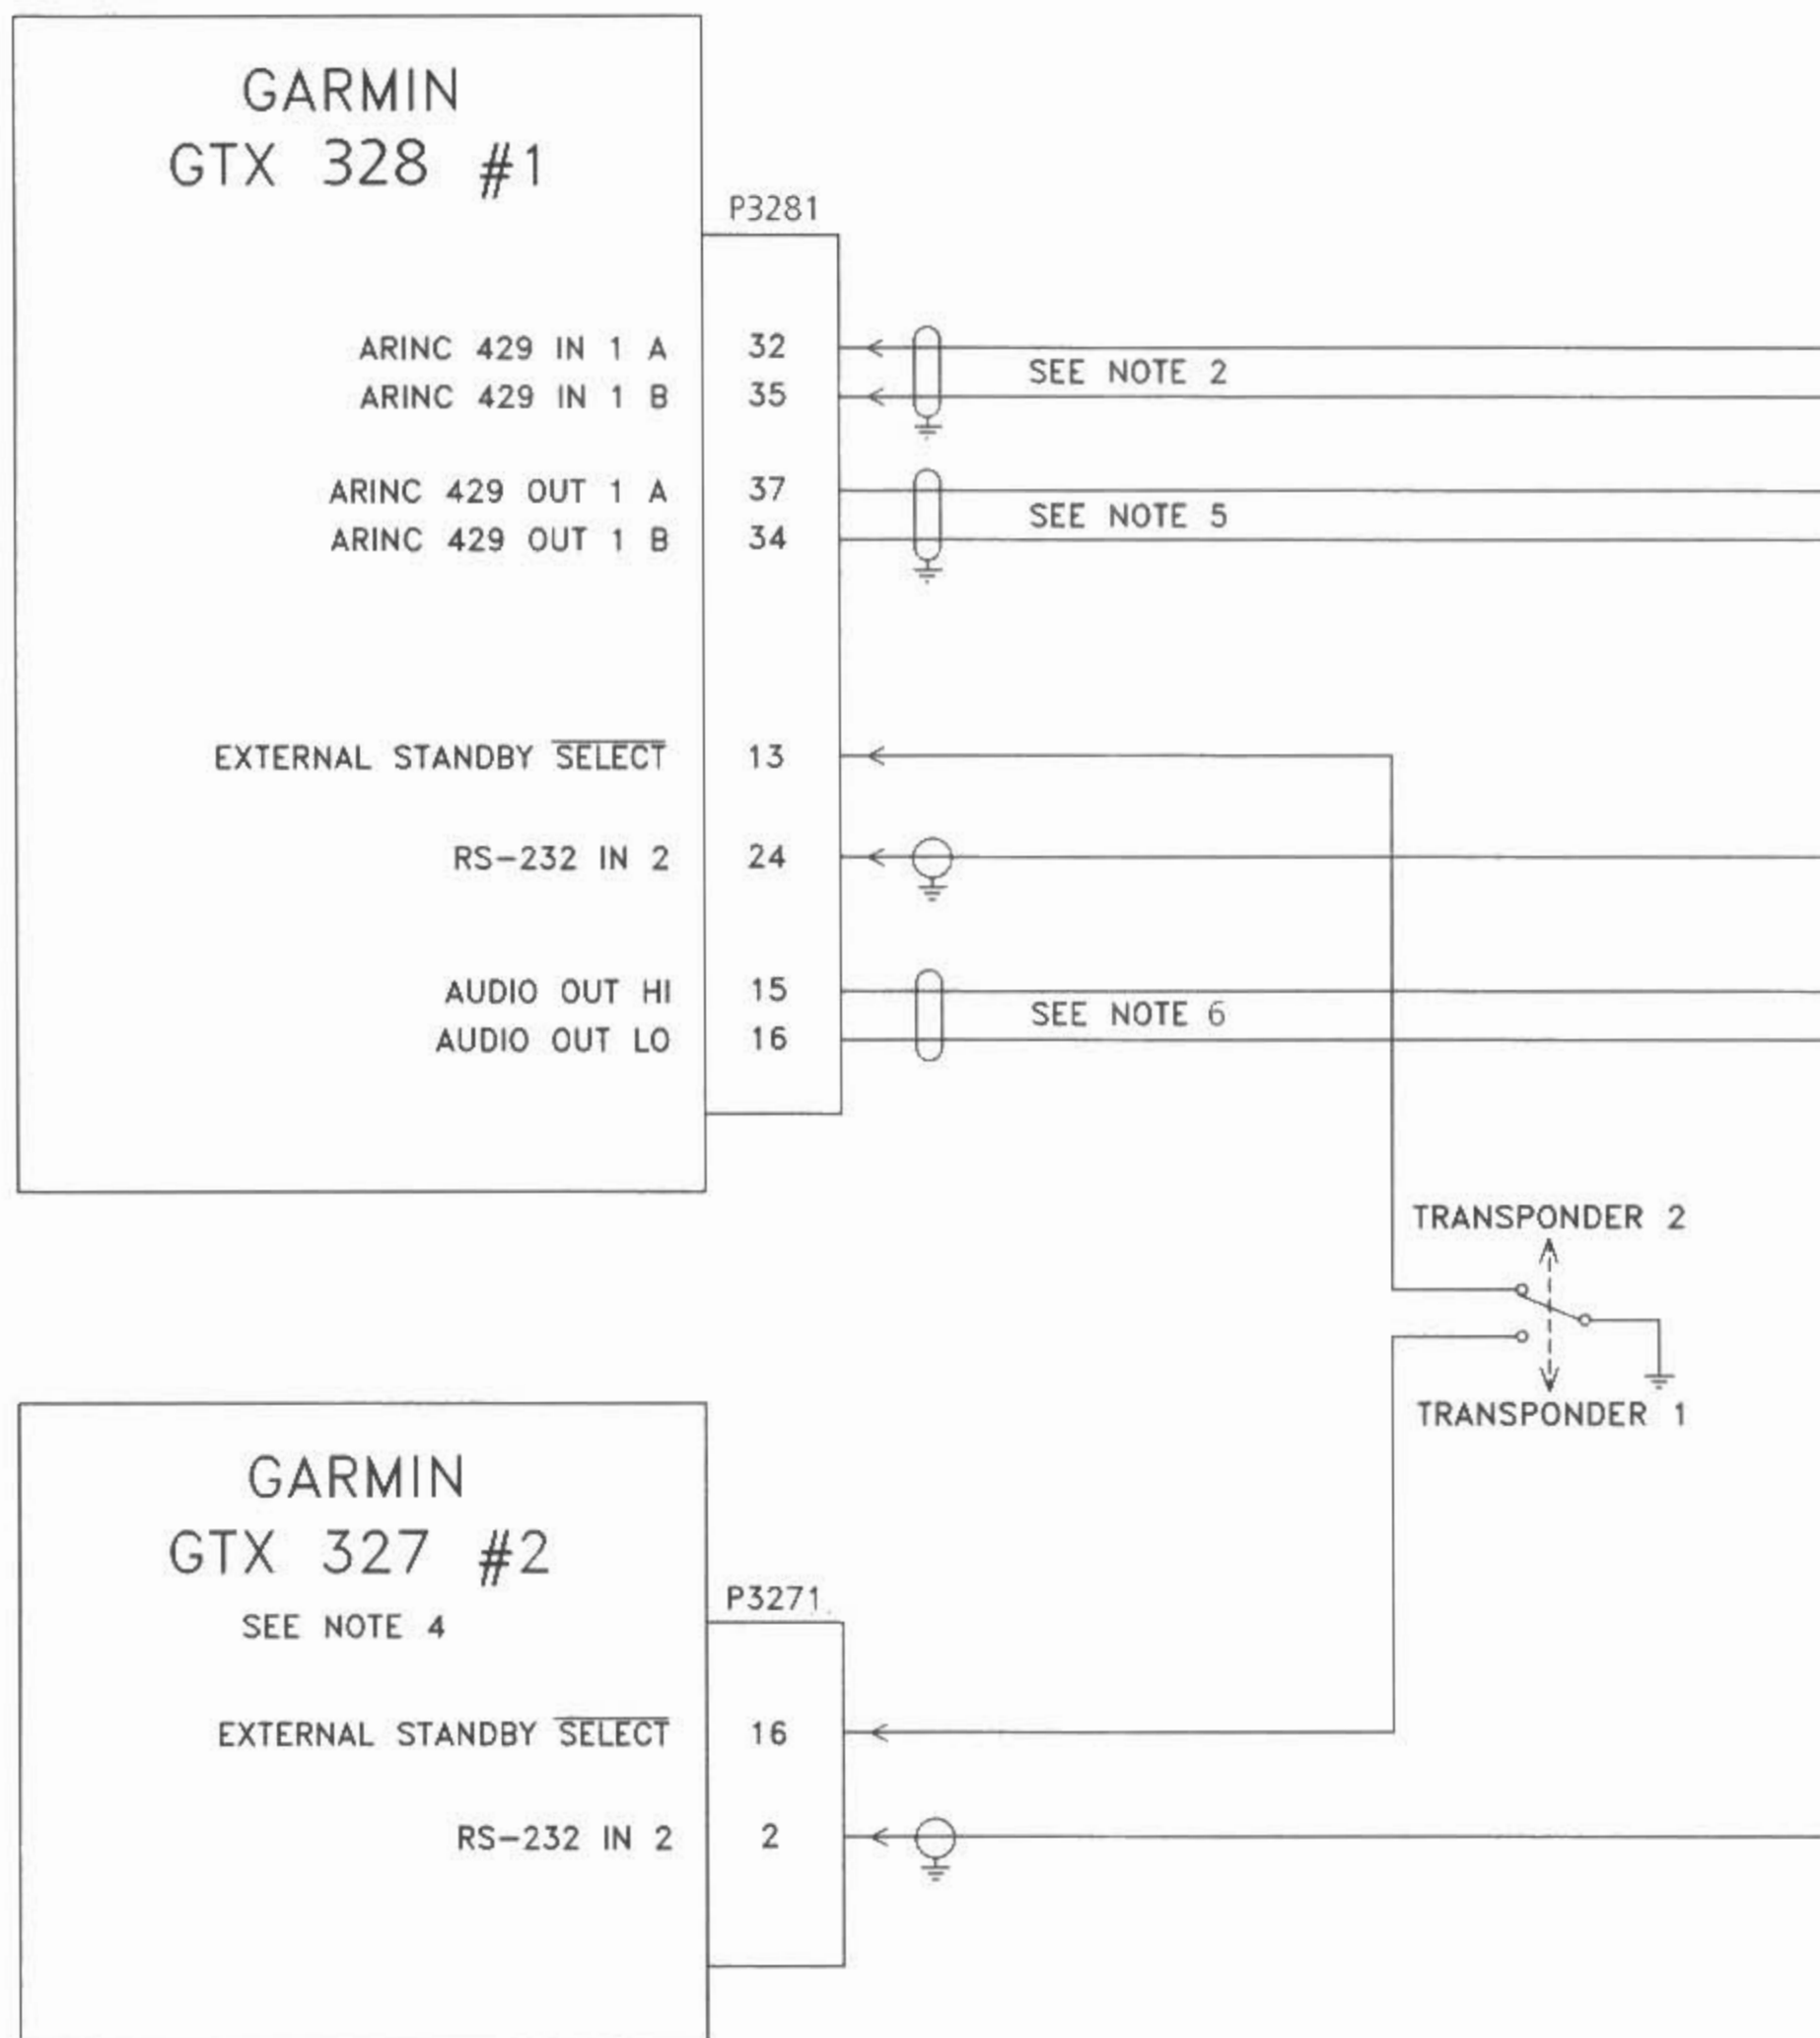 GARMIN
GTX 328 #1
P3281
ARINC 429 IN 1 A 32
SEE NOTE 2
ARINC 429 IN 1 B 35
ARINC 429 OUT 1 A 37
SEE NOTE 5
ARINC 429 OUT 1 B 34
EXTERNAL STANDBY SELECT 13
RS-232 IN 2 24
AUDIO OUT HI 15
SEE NOTE 6
AUDIO OUT LO 16
TRANSPONDER 2
TRANSPONDER 1
GARMIN
GTX 327 #2
P3271
SEE NOTE 4
EXTERNAL STANDBY SELECT 16
RS-232 IN 2 2